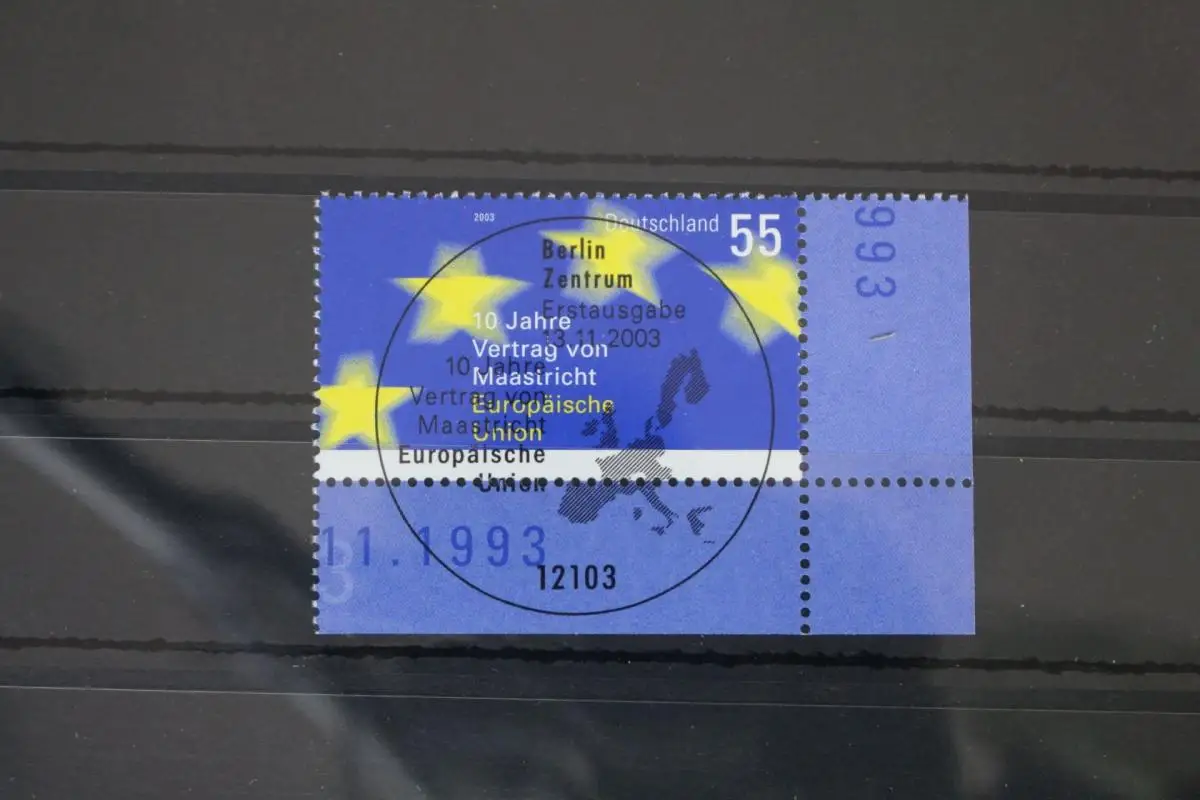 2003
Deutschland
55
10 Jahre
Vertrag von
Maastricht
Europäische
Union
Berlin
Zentrum
Erstausgabe
13.11.2003
10 Jahre
Vertrag von
Maastricht
Europäische
Union
12103
993
11.1993
3